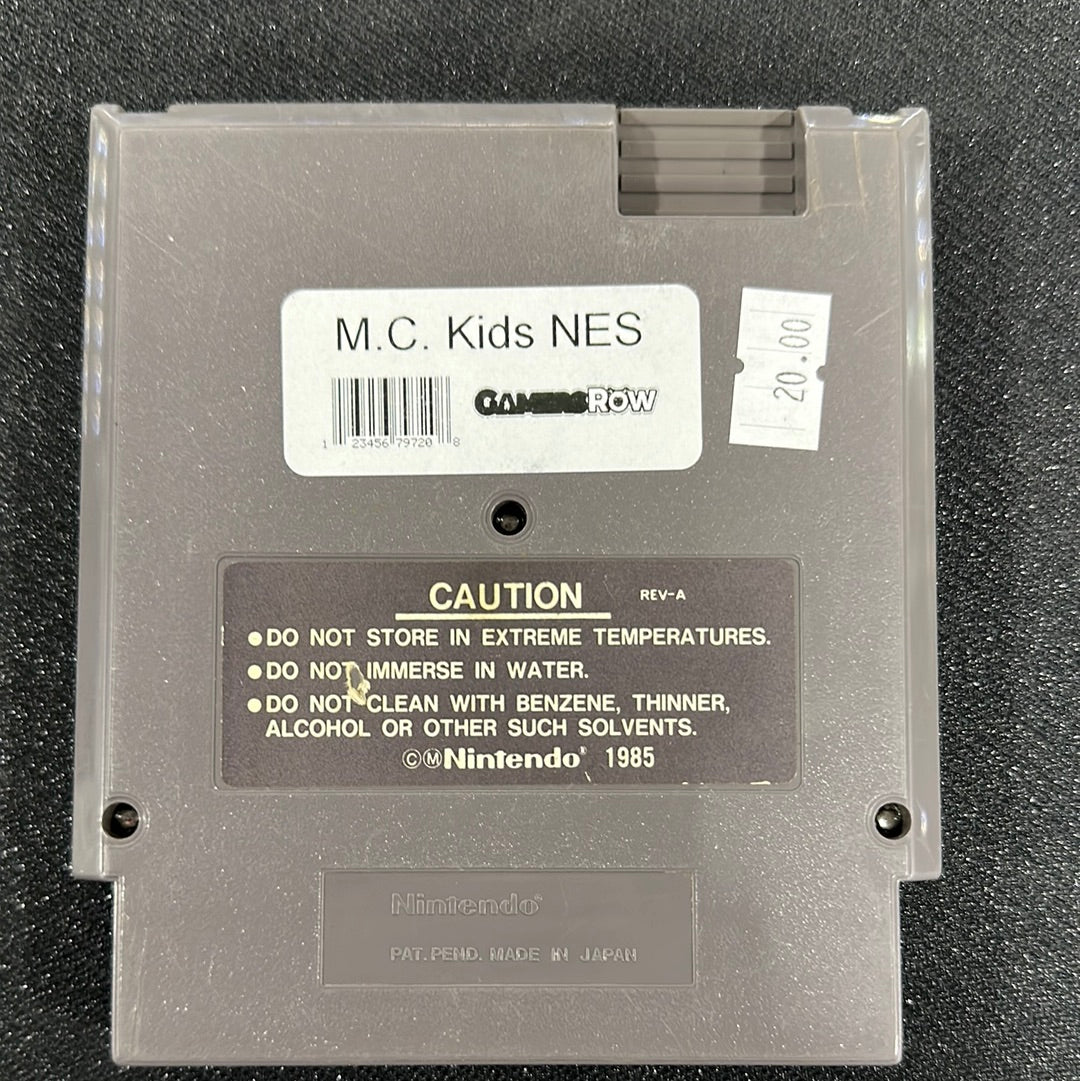 M.C. Kids NES
GAMERSROW
1 23456 79720 8
20.00
CAUTION
REV-A
●DO NOT STORE IN EXTREME TEMPERATURES.
●DO NOT IMMERSE IN WATER.
●DO NOT CLEAN WITH BENZENE, THINNER,
ALCOHOL OR OTHER SUCH SOLVENTS.
©Ⓜ Nintendo® 1985
Nintendo®
PAT. PEND. MADE IN JAPAN